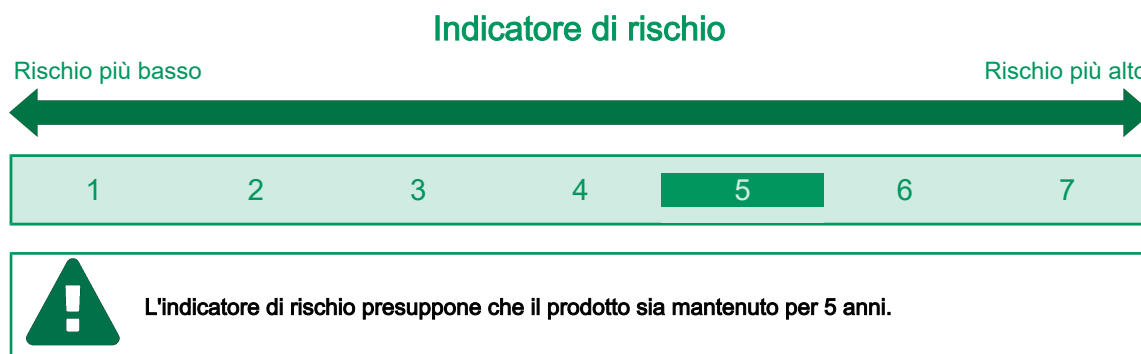 Indicatore di rischio
Rischio più basso Rischio più alto
1 2 3 4 5 6 7
L'indicatore di rischio presuppone che il prodotto sia mantenuto per 5 anni.